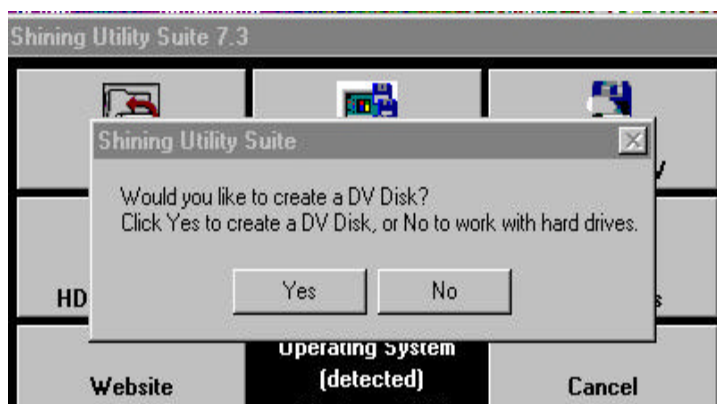 Shining Utility Suite 7.3
Shining Utility Suite
Would you like to create a DV Disk?
Click Yes to create a DV Disk, or No to work with hard drives.
Yes No
HD
Operating System
(detected)
Website
Cancel